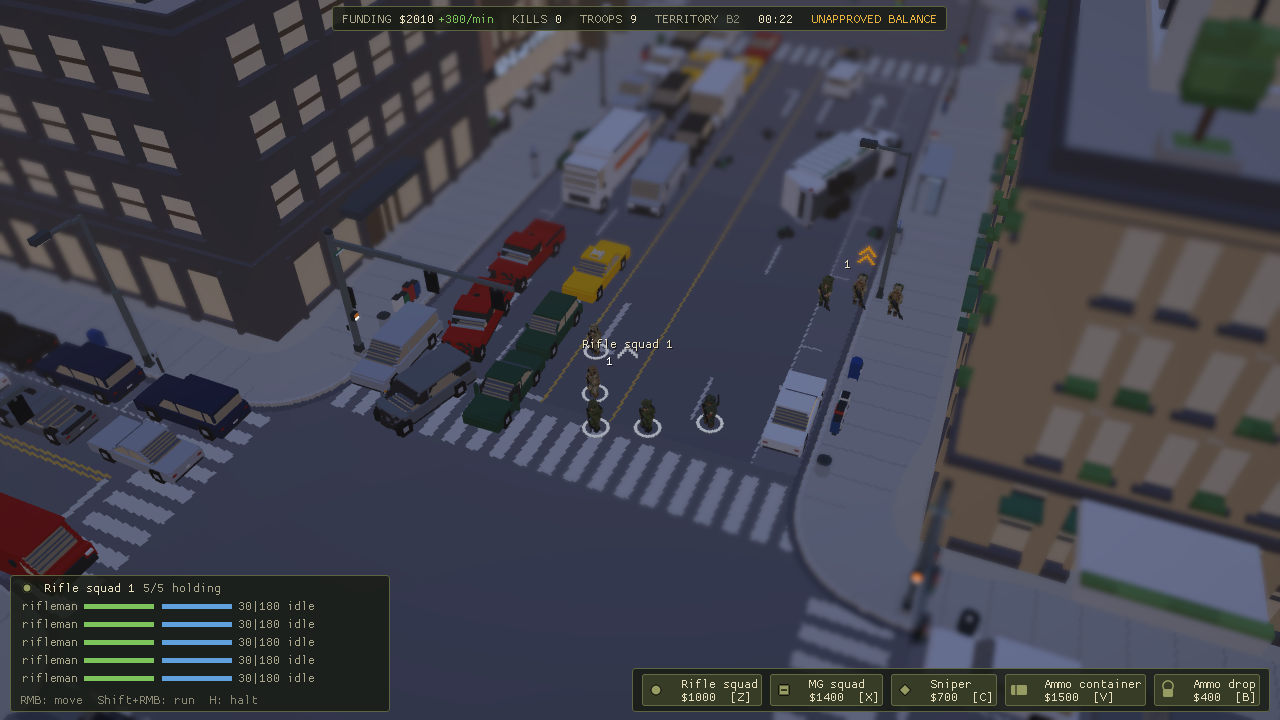 FUNDING $2010 +300/min KILLS 0 TROOPS 9 TERRITORY B2 00:22 UNAPPROVED BALANCE
1
Rifle squad 1
1
Rifle squad 1 5/5 holding
rifleman 30|180 idle
rifleman 30|180 idle
rifleman 30|180 idle
rifleman 30|180 idle
rifleman 30|180 idle
RMB: move Shift+RMB: run H: halt
Rifle squad
$1000 [Z]
MG squad
$1400 [X]
Sniper
$700 [C]
Ammo container
$1500 [V]
Ammo drop
$400 [B]